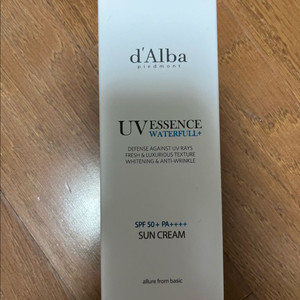 d'Alba
piedmont
UV ESSENCE
WATERFULL+
DEFENSE AGAINST UV RAYS
FRESH & LUXURIOUS TEXTURE
WHITENING & ANTI-WRINKLE
SPF 50+ PA++++
SUN CREAM
allure from basic